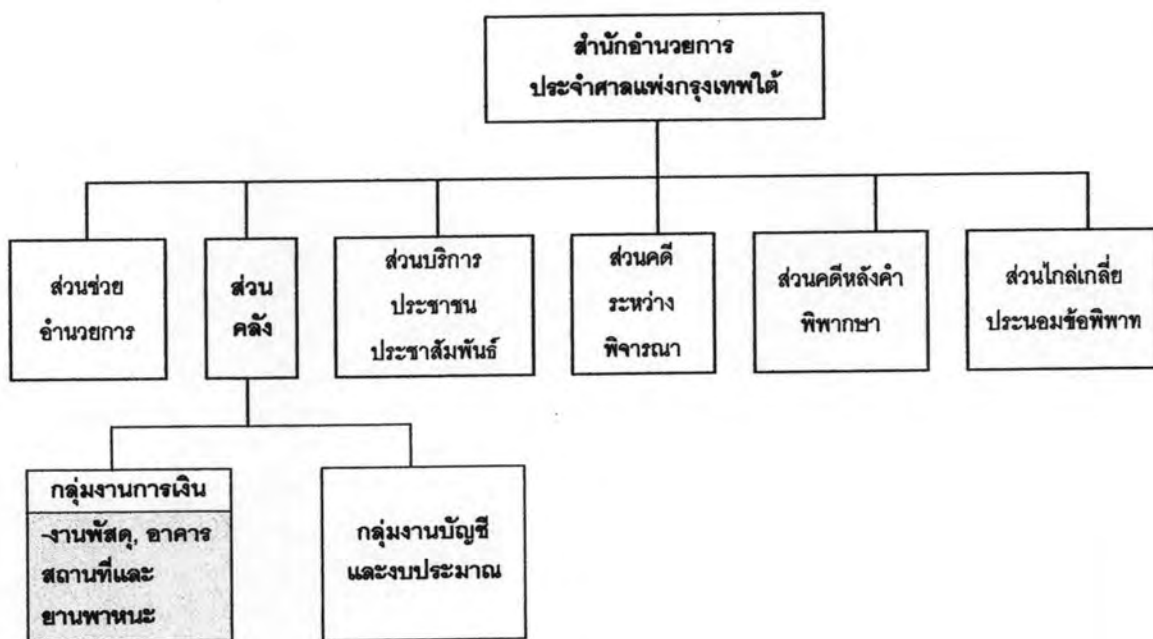 สำนักอำนวยการ
ประจำศาลแพ่งกรุงเทพใต้
ส่วนช่วย
อำนวยการ
ส่วน
คลัง
ส่วนบริการ
ประชาชน
ประชาสัมพันธ์
ส่วนคดี
ระหว่าง
พิจารณา
ส่วนคดีหลังคำ
พิพากษา
ส่วนไกล่เกลี่ย
ประนอมข้อพิพาท
กลุ่มงานการเงิน
-งานพัสดุ, อาคาร
สถานที่และ
ยานพาหนะ
กลุ่มงานบัญชี
และงบประมาณ